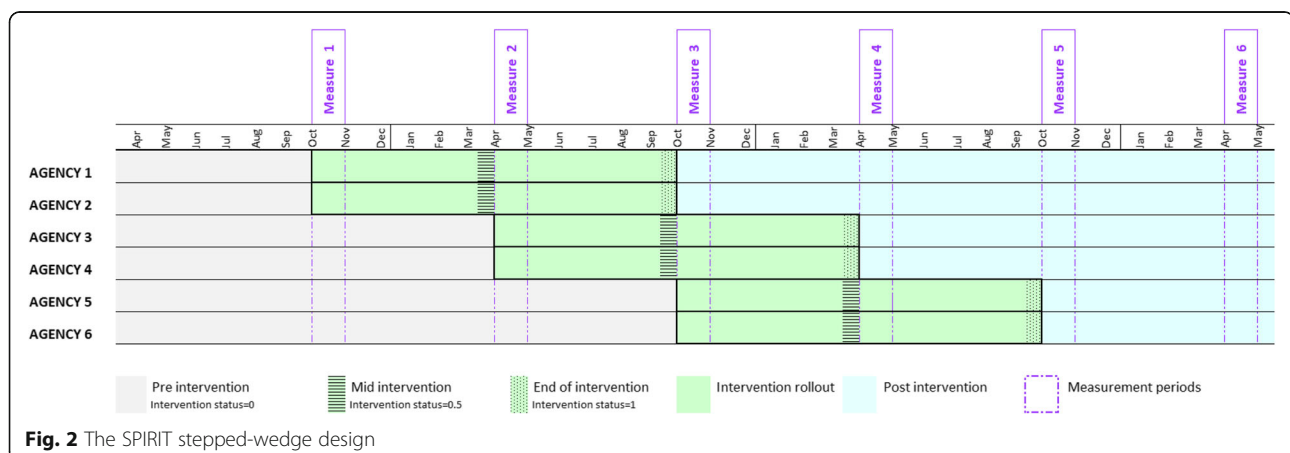 Measure 1 Measure 2 Measure 3 Measure 4 Measure 5 Measure 6
Apr May Jun Jul Aug Sep Oct Nov Dec Jan Feb Mar Apr May Jun Jul Aug Sep Oct Nov Dec Jan Feb Mar Apr May Jun Jul Aug Sep Oct Nov Dec Jan Feb Mar Apr May
AGENCY 1
AGENCY 2
AGENCY 3
AGENCY 4
AGENCY 5
AGENCY 6
Pre intervention Mid intervention End of intervention Intervention rollout Post intervention Measurement periods
Intervention status=0 Intervention status=0.5 Intervention status=1
Fig. 2 The SPIRIT stepped-wedge design